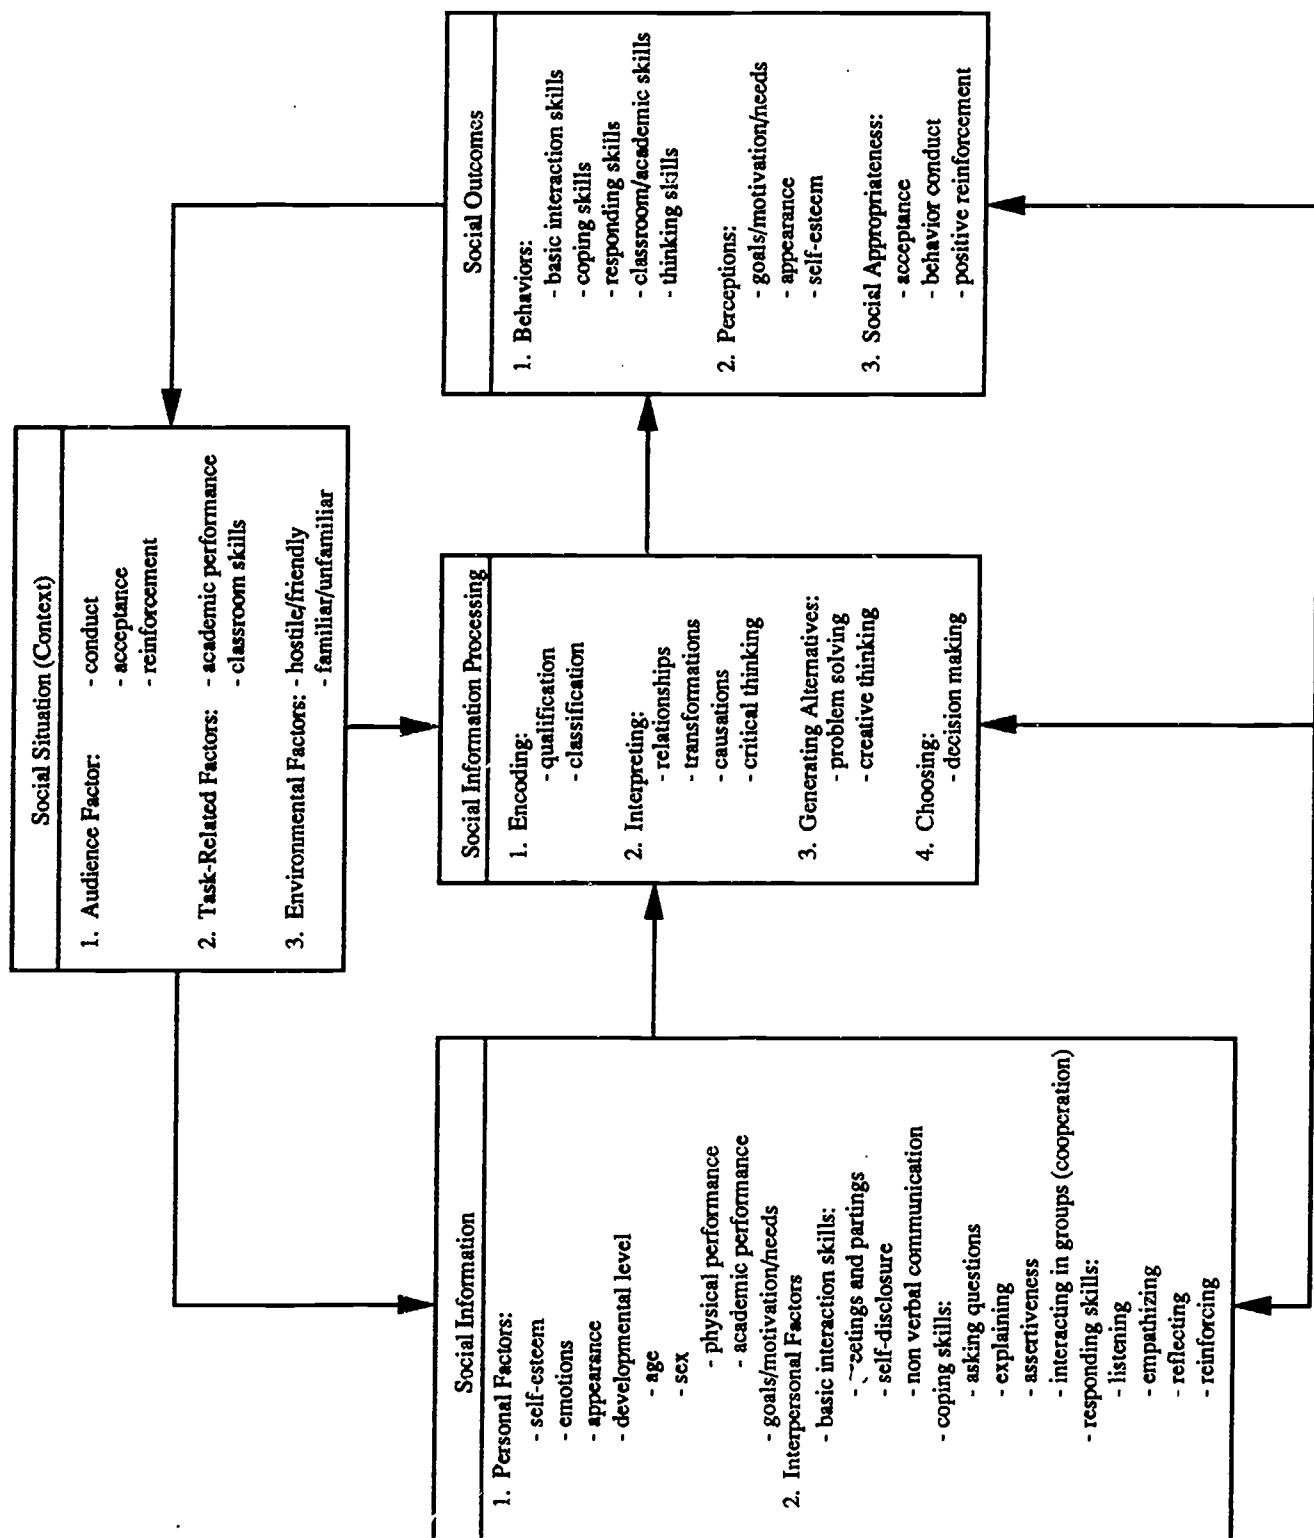 Social Situation (Context)
1. Audience Factor: - conduct
- acceptance
- reinforcement
2. Task-Related Factors: - academic performance
- classroom skills
3. Environmental Factors: - hostile/friendly
- familiar/unfamiliar
Social Information
1. Personal Factors:
- self-esteem
- emotions
- appearance
- developmental level
- age
- sex
- physical performance
- academic performance
- goals/motivation/needs
2. Interpersonal Factors
- basic interaction skills:
- and partings
- self-disclosure
- non verbal communication
- coping skills:
- asking questions
- explaining
- assertiveness
- interacting in groups (cooperation)
- responding skills:
- listening
- empathizing
- reflecting
- reinforcing
Social Information Processing
1. Encoding:
- qualification
- classification
2. Interpreting:
- relationships
- transformations
- causations
- critical thinking
3. Generating Alternatives:
- problem solving
- creative thinking
4. Choosing:
- decision making
Social Outcomes
1. Behaviors:
- basic interaction skills
- coping skills
- responding skills
- classroom/academic skills
- thinking skills
2. Perceptions:
- goals/motivation/needs
- appearance
- self-esteem
3. Social Appropriateness:
- acceptance
- behavior conduct
- positive reinforcement